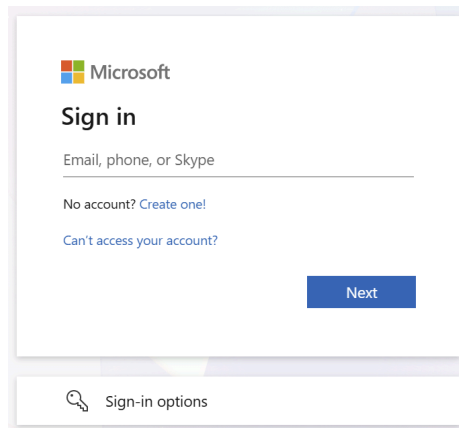 Microsoft
Sign in
Email, phone, or Skype
No account? Create one!
Can't access your account?
Next
Sign-in options